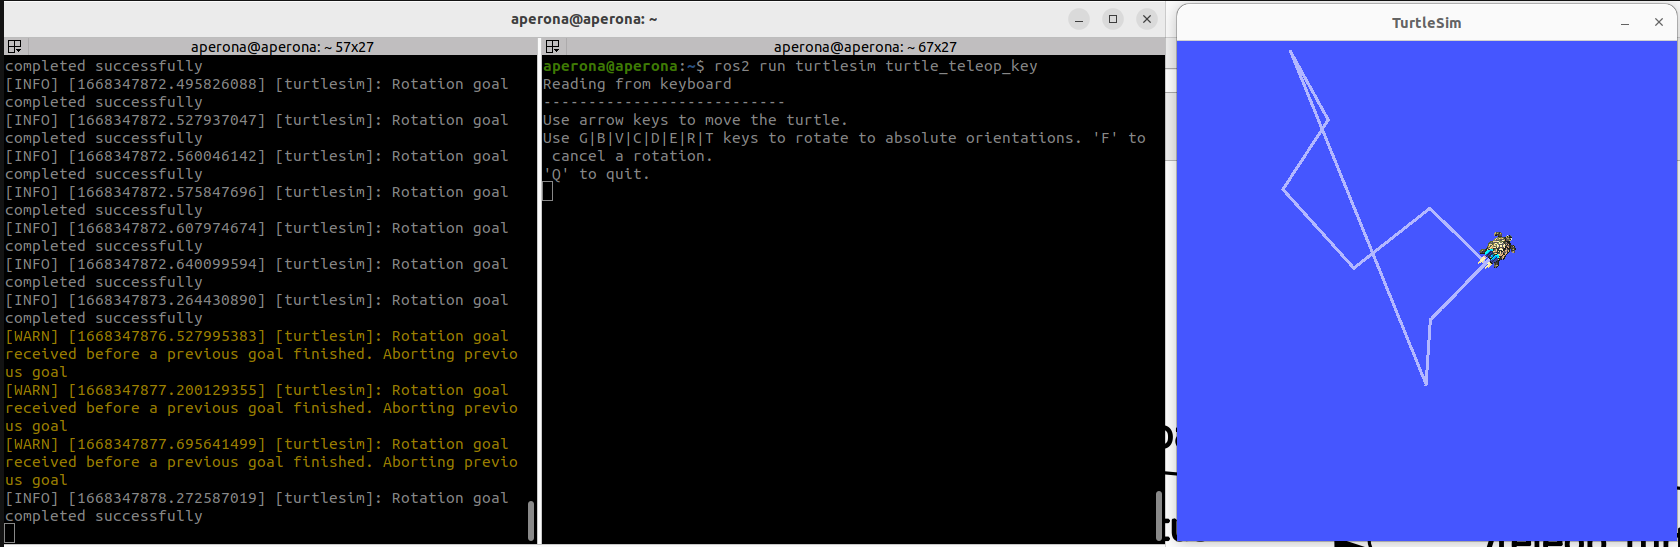 aperona@aperona: ~
aperona@aperona: ~ 57x27
completed successfully
[INFO] [1668347872.495826088] [turtlesim]: Rotation goal
completed successfully
[INFO] [1668347872.527937047] [turtlesim]: Rotation goal
completed successfully
[INFO] [1668347872.560046142] [turtlesim]: Rotation goal
completed successfully
[INFO] [1668347872.575847696] [turtlesim]: Rotation goal
completed successfully
[INFO] [1668347872.607974674] [turtlesim]: Rotation goal
completed successfully
[INFO] [1668347872.640099594] [turtlesim]: Rotation goal
completed successfully
[INFO] [1668347873.264430890] [turtlesim]: Rotation goal
completed successfully
[WARN] [1668347876.527995383] [turtlesim]: Rotation goal
received before a previous goal finished. Aborting previo
us goal
[WARN] [1668347877.200129355] [turtlesim]: Rotation goal
received before a previous goal finished. Aborting previo
us goal
[WARN] [1668347877.695641499] [turtlesim]: Rotation goal
received before a previous goal finished. Aborting previo
us goal
[INFO] [1668347878.272587019] [turtlesim]: Rotation goal
completed successfully
aperona@aperona: ~ 67x27
aperona@aperona:~$ ros2 run turtlesim turtle_teleop_key
Reading from keyboard
---------------------------
Use arrow keys to move the turtle.
Use G|B|V|C|D|E|R|T keys to rotate to absolute orientations. 'F' to
 cancel a rotation.
'Q' to quit.
TurtleSim